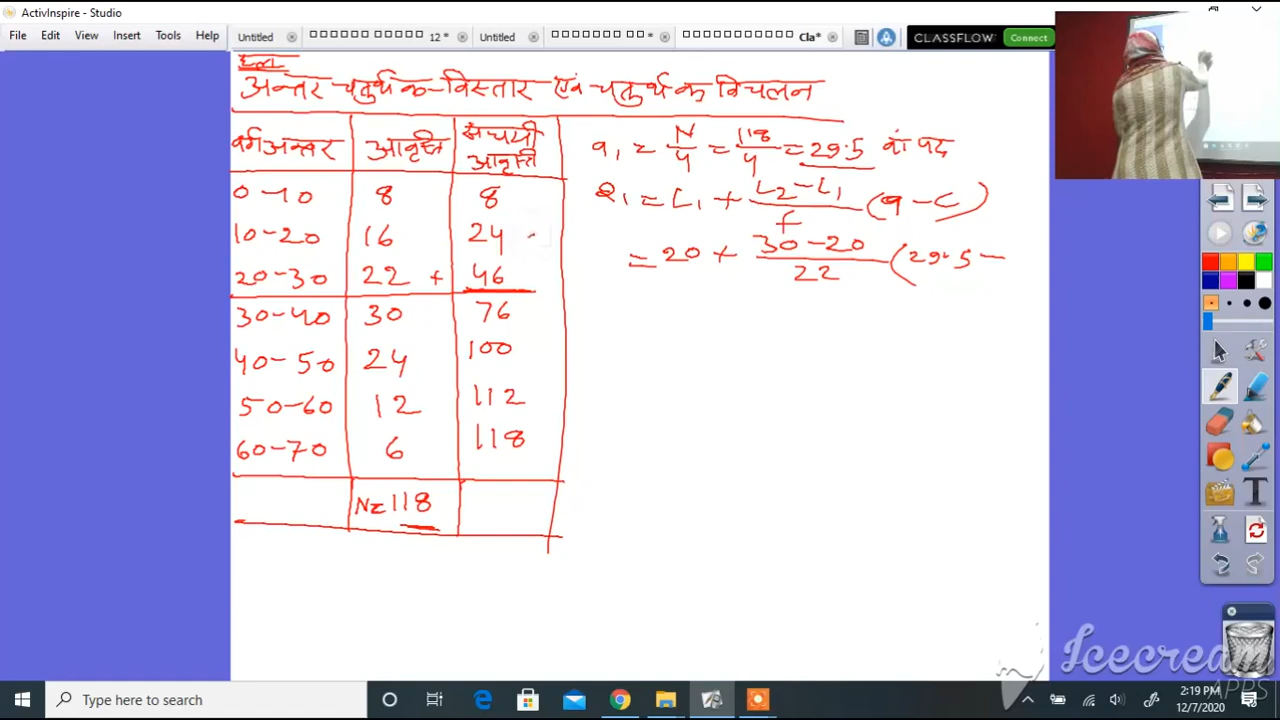 ActivInspire - Studio
File Edit View Insert Tools Help
Untitled 12 * Untitled * Cla* CLASSFLOW Connect
अन्तर चतुर्थक-विस्तार एवं चतुर्थक विचलन
वर्ग अन्तर आवृत्ति संचयी आवृत्ति
0-10 8 8
10-20 16 24
20-30 22 + 46
30-40 30 76
40-50 24 100
50-60 12 112
60-70 6 118
N=118
q₁ = N/4 = 118/4 = 29.5 वां पद
Q₁ = L₁ + (L₂-L₁)/f (q-c)
= 20 + (30-20)/22 (29.5 -
Icecream
APPS
Type here to search
2:19 PM
12/7/2020